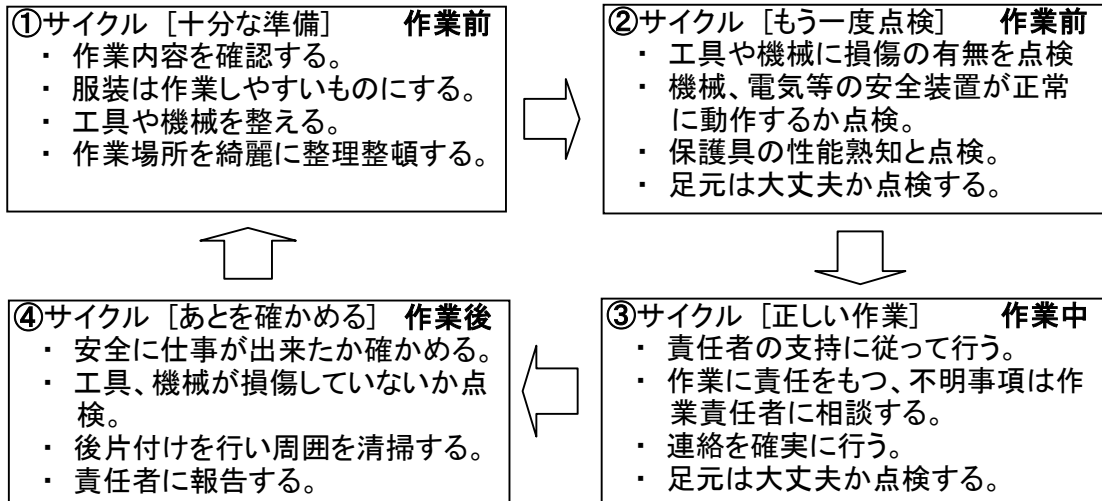 ①サイクル [十分な準備] 作業前
・ 作業内容を確認する。
・ 服装は作業しやすいものにする。
・ 工具や機械を整える。
・ 作業場所を綺麗に整理整頓する。
②サイクル [もう一度点検] 作業前
・ 工具や機械に損傷の有無を点検
・ 機械、電気等の安全装置が正常
に動作するか点検。
・ 保護具の性能熟知と点検。
・ 足元は大丈夫か点検する。
③サイクル [正しい作業] 作業中
・ 責任者の支持に従って行う。
・ 作業に責任をもつ、不明事項は作
業責任者に相談する。
・ 連絡を確実に行う。
・ 足元は大丈夫か点検する。
④サイクル [あとを確かめる] 作業後
・ 安全に仕事が出来たか確かめる。
・ 工具、機械が損傷していないか点
検。
・ 後片付けを行い周囲を清掃する。
・ 責任者に報告する。